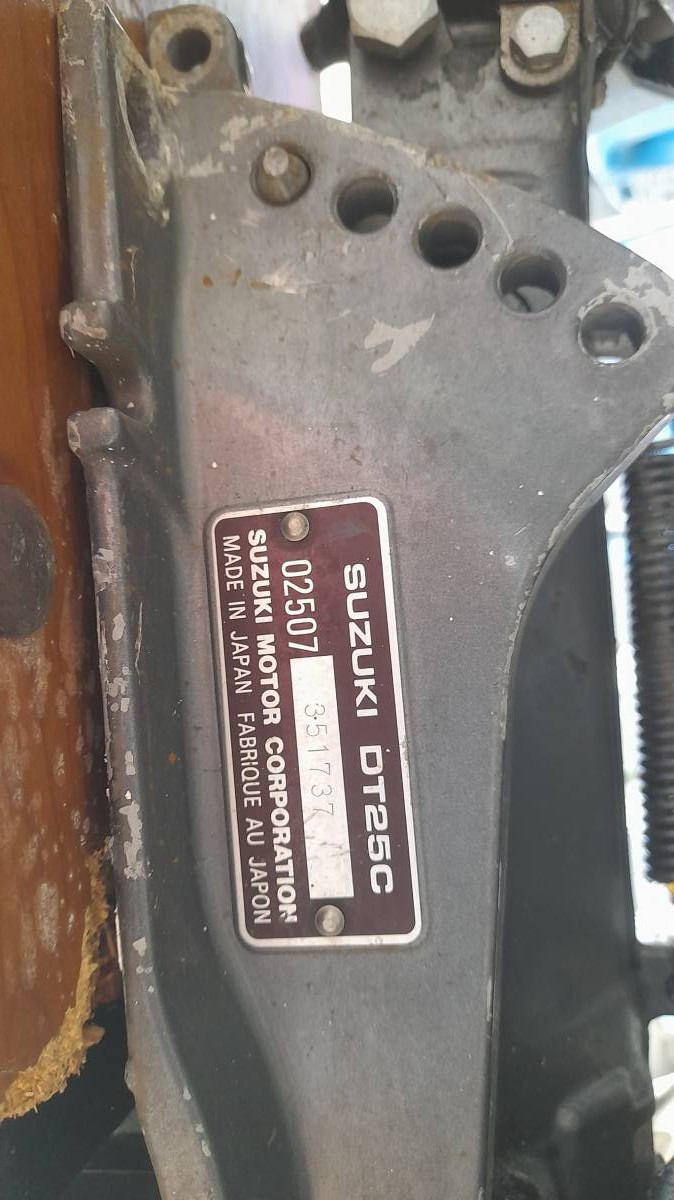 SUZUKI DT25C
02507 351737
SUZUKI MOTOR CORPORATION
MADE IN JAPAN FABRIQUE AU JAPON